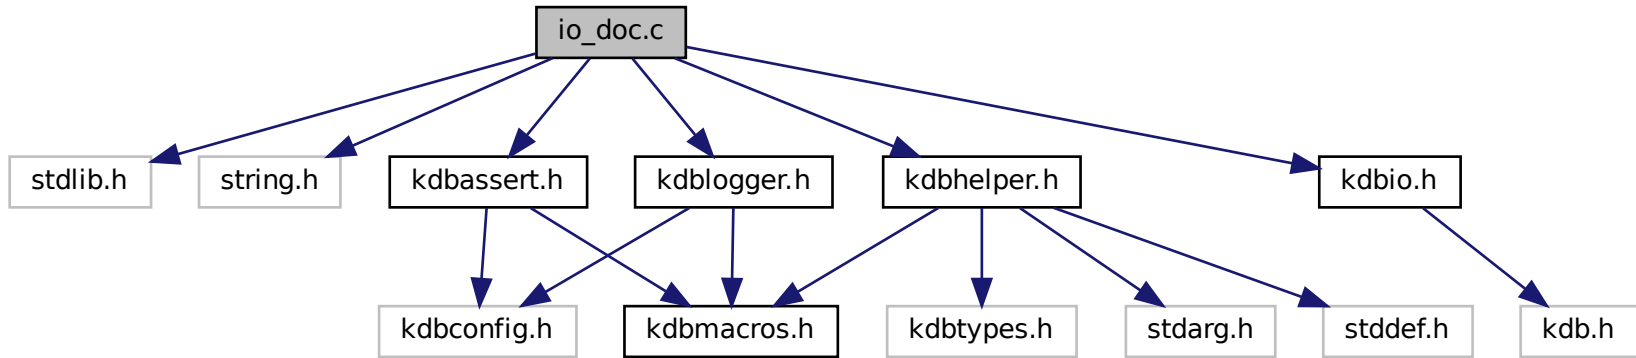 io_doc.c
stdlib.h
string.h
kdbassert.h
kdblogger.h
kdbhelper.h
kdbio.h
kdbconfig.h
kdbmacros.h
kdbtypes.h
stdarg.h
stddef.h
kdb.h